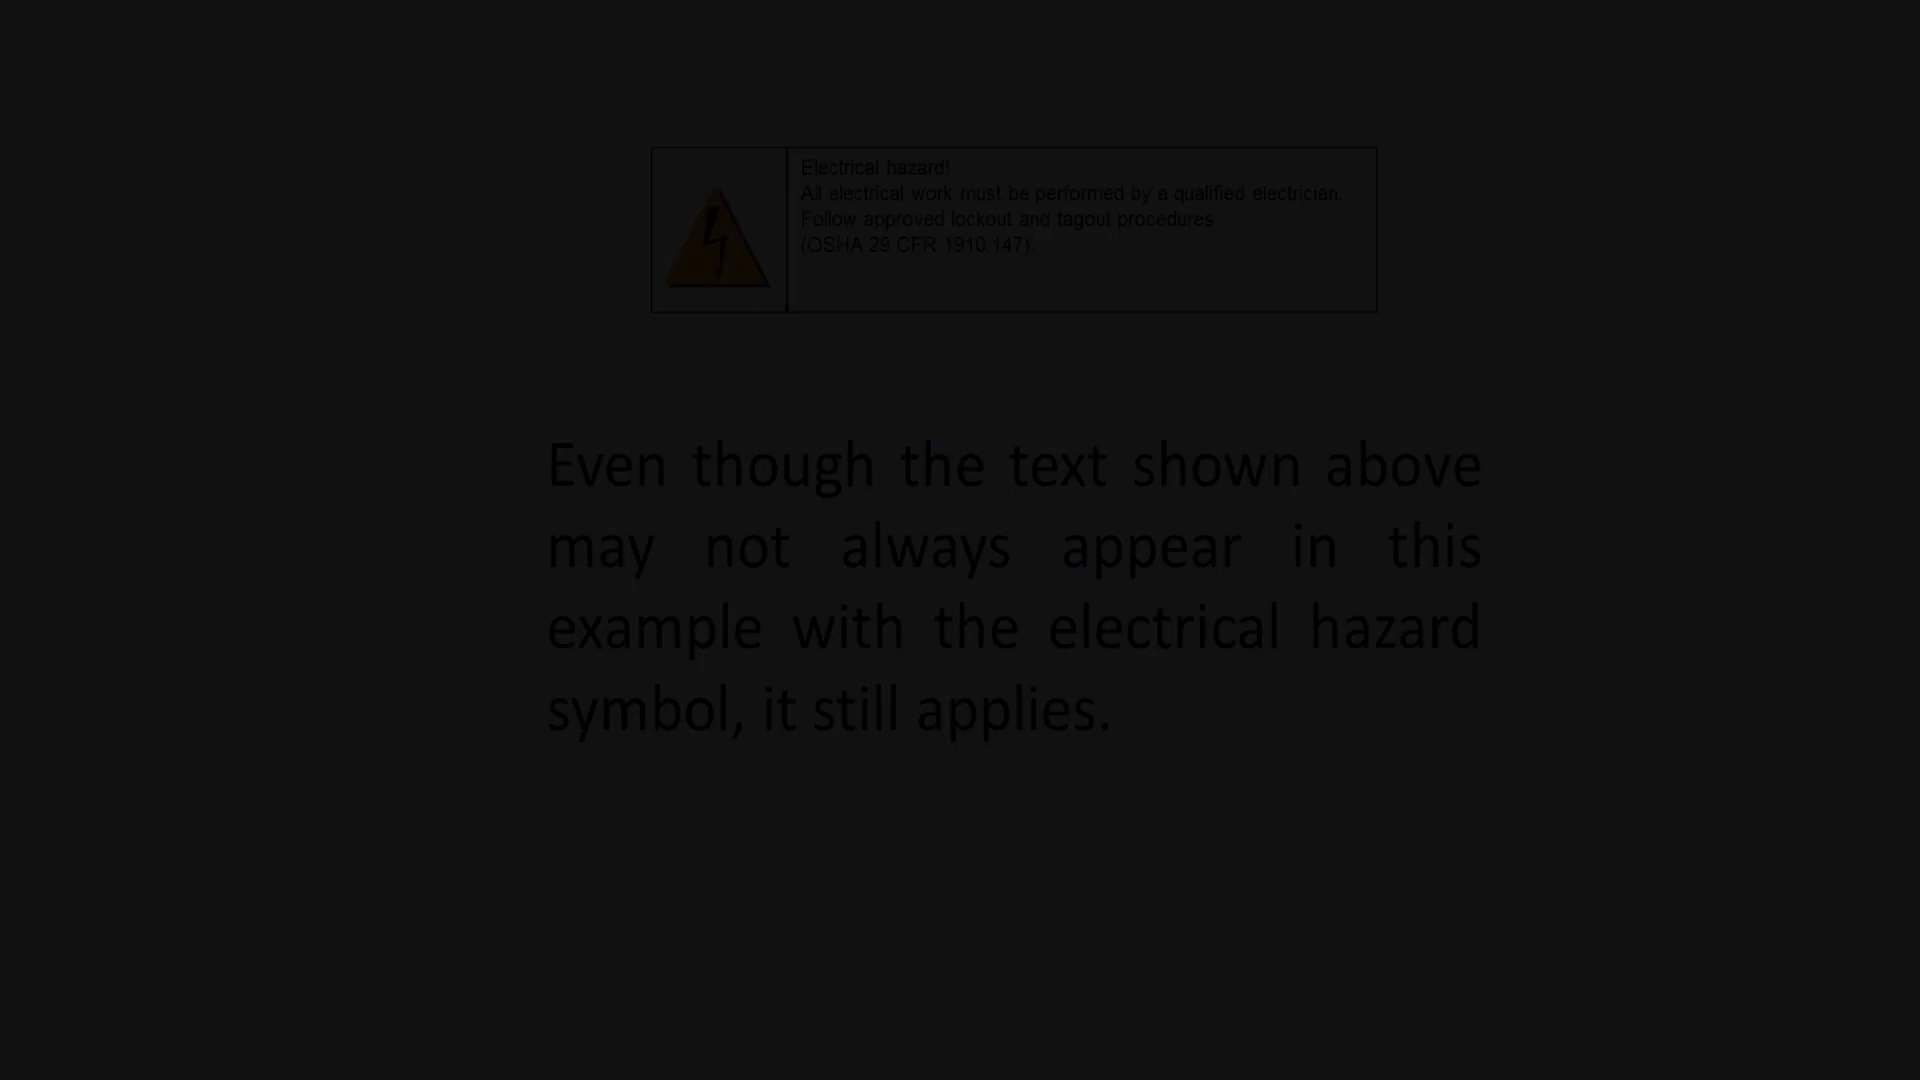 Electrical hazard!
All electrical work must be performed by a qualified electrician.
Follow approved lockout and tagout procedures
(OSHA 29 CFR 1910.147).
Even though the text shown above
may not always appear in this
example with the electrical hazard
symbol, it still applies.